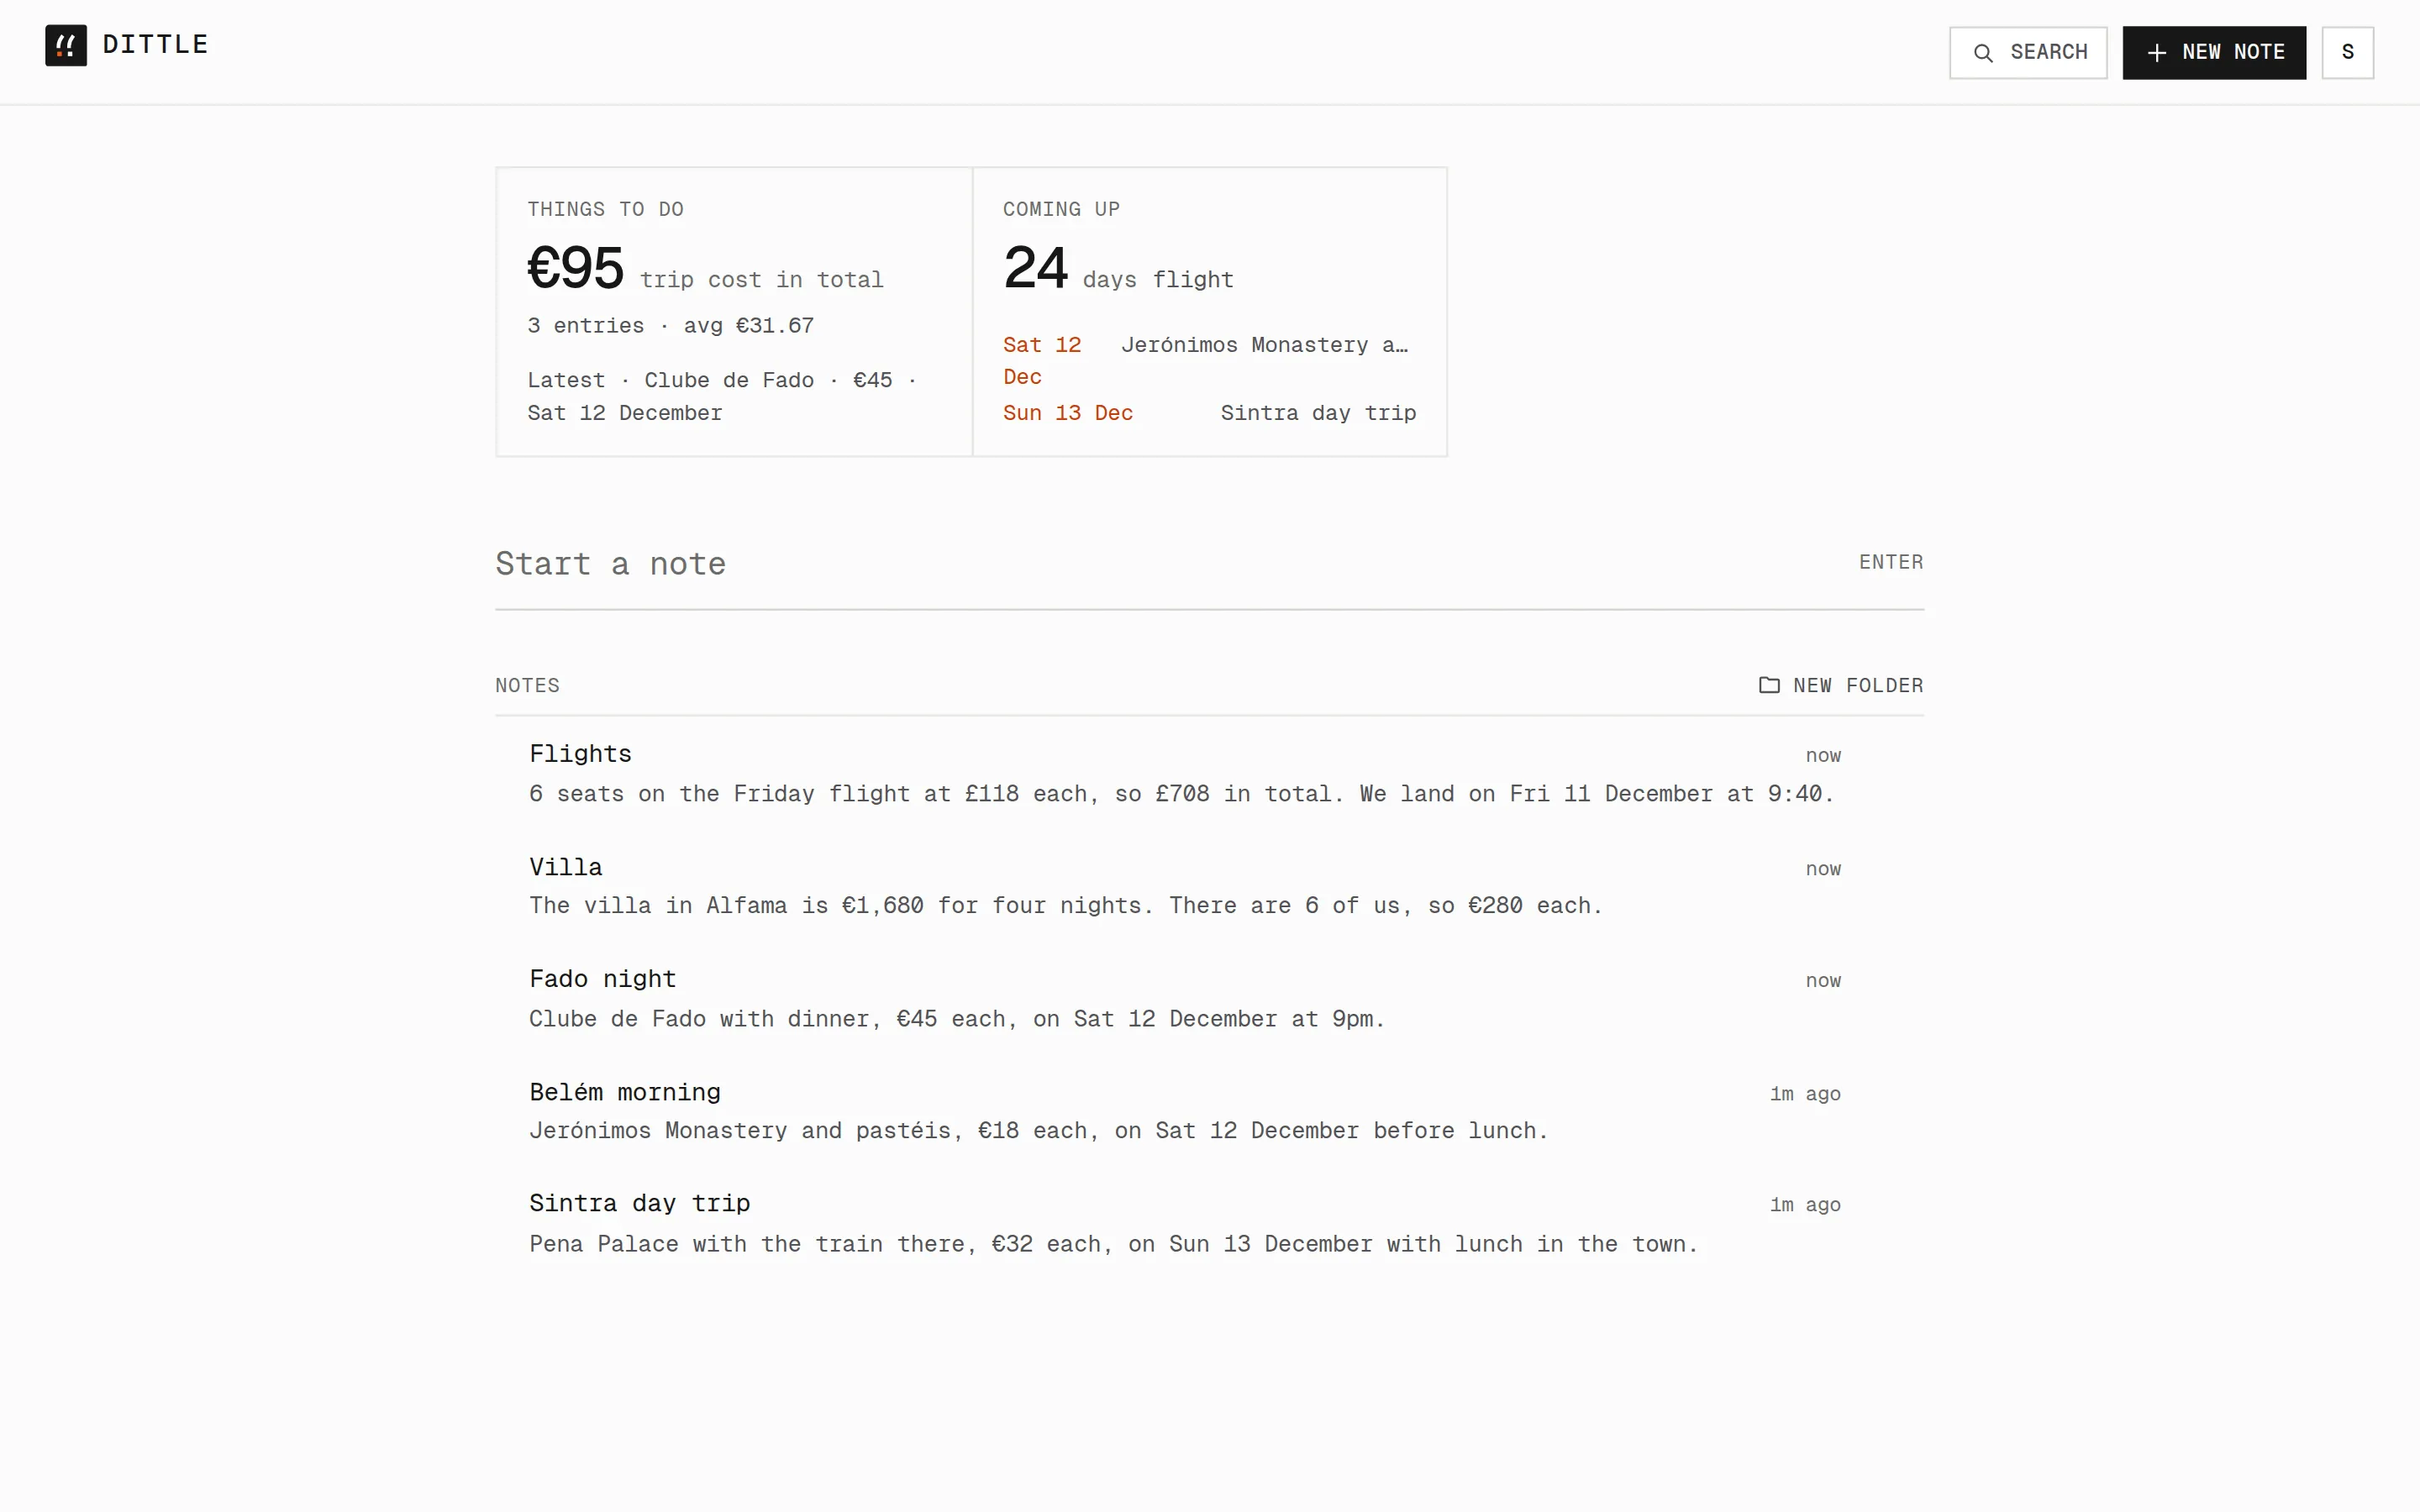 DITTLE
SEARCH
NEW NOTE
S
THINGS TO DO
€95 trip cost in total
3 entries · avg €31.67
Latest · Clube de Fado · €45 ·
Sat 12 December
COMING UP
24 days flight
Sat 12 Dec Jerónimos Monastery a…
Sun 13 Dec Sintra day trip
Start a note
ENTER
NOTES
NEW FOLDER
Flights now
6 seats on the Friday flight at £118 each, so £708 in total. We land on Fri 11 December at 9:40.
Villa now
The villa in Alfama is €1,680 for four nights. There are 6 of us, so €280 each.
Fado night now
Clube de Fado with dinner, €45 each, on Sat 12 December at 9pm.
Belém morning 1m ago
Jerónimos Monastery and pastéis, €18 each, on Sat 12 December before lunch.
Sintra day trip 1m ago
Pena Palace with the train there, €32 each, on Sun 13 December with lunch in the town.